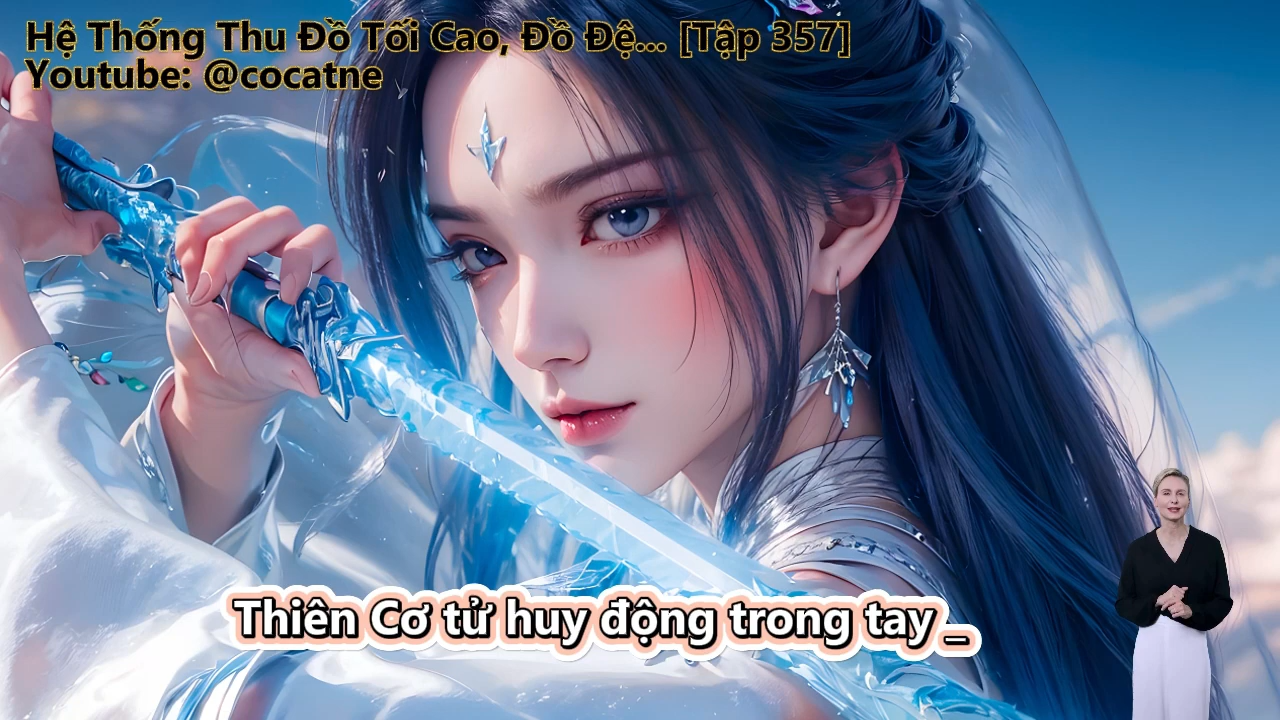 Hệ Thống Thu Đồ Tối Cao, Đồ Đệ... [Tập 357]
Youtube: @cocatne
Thiên Cơ tử huy động trong tay _